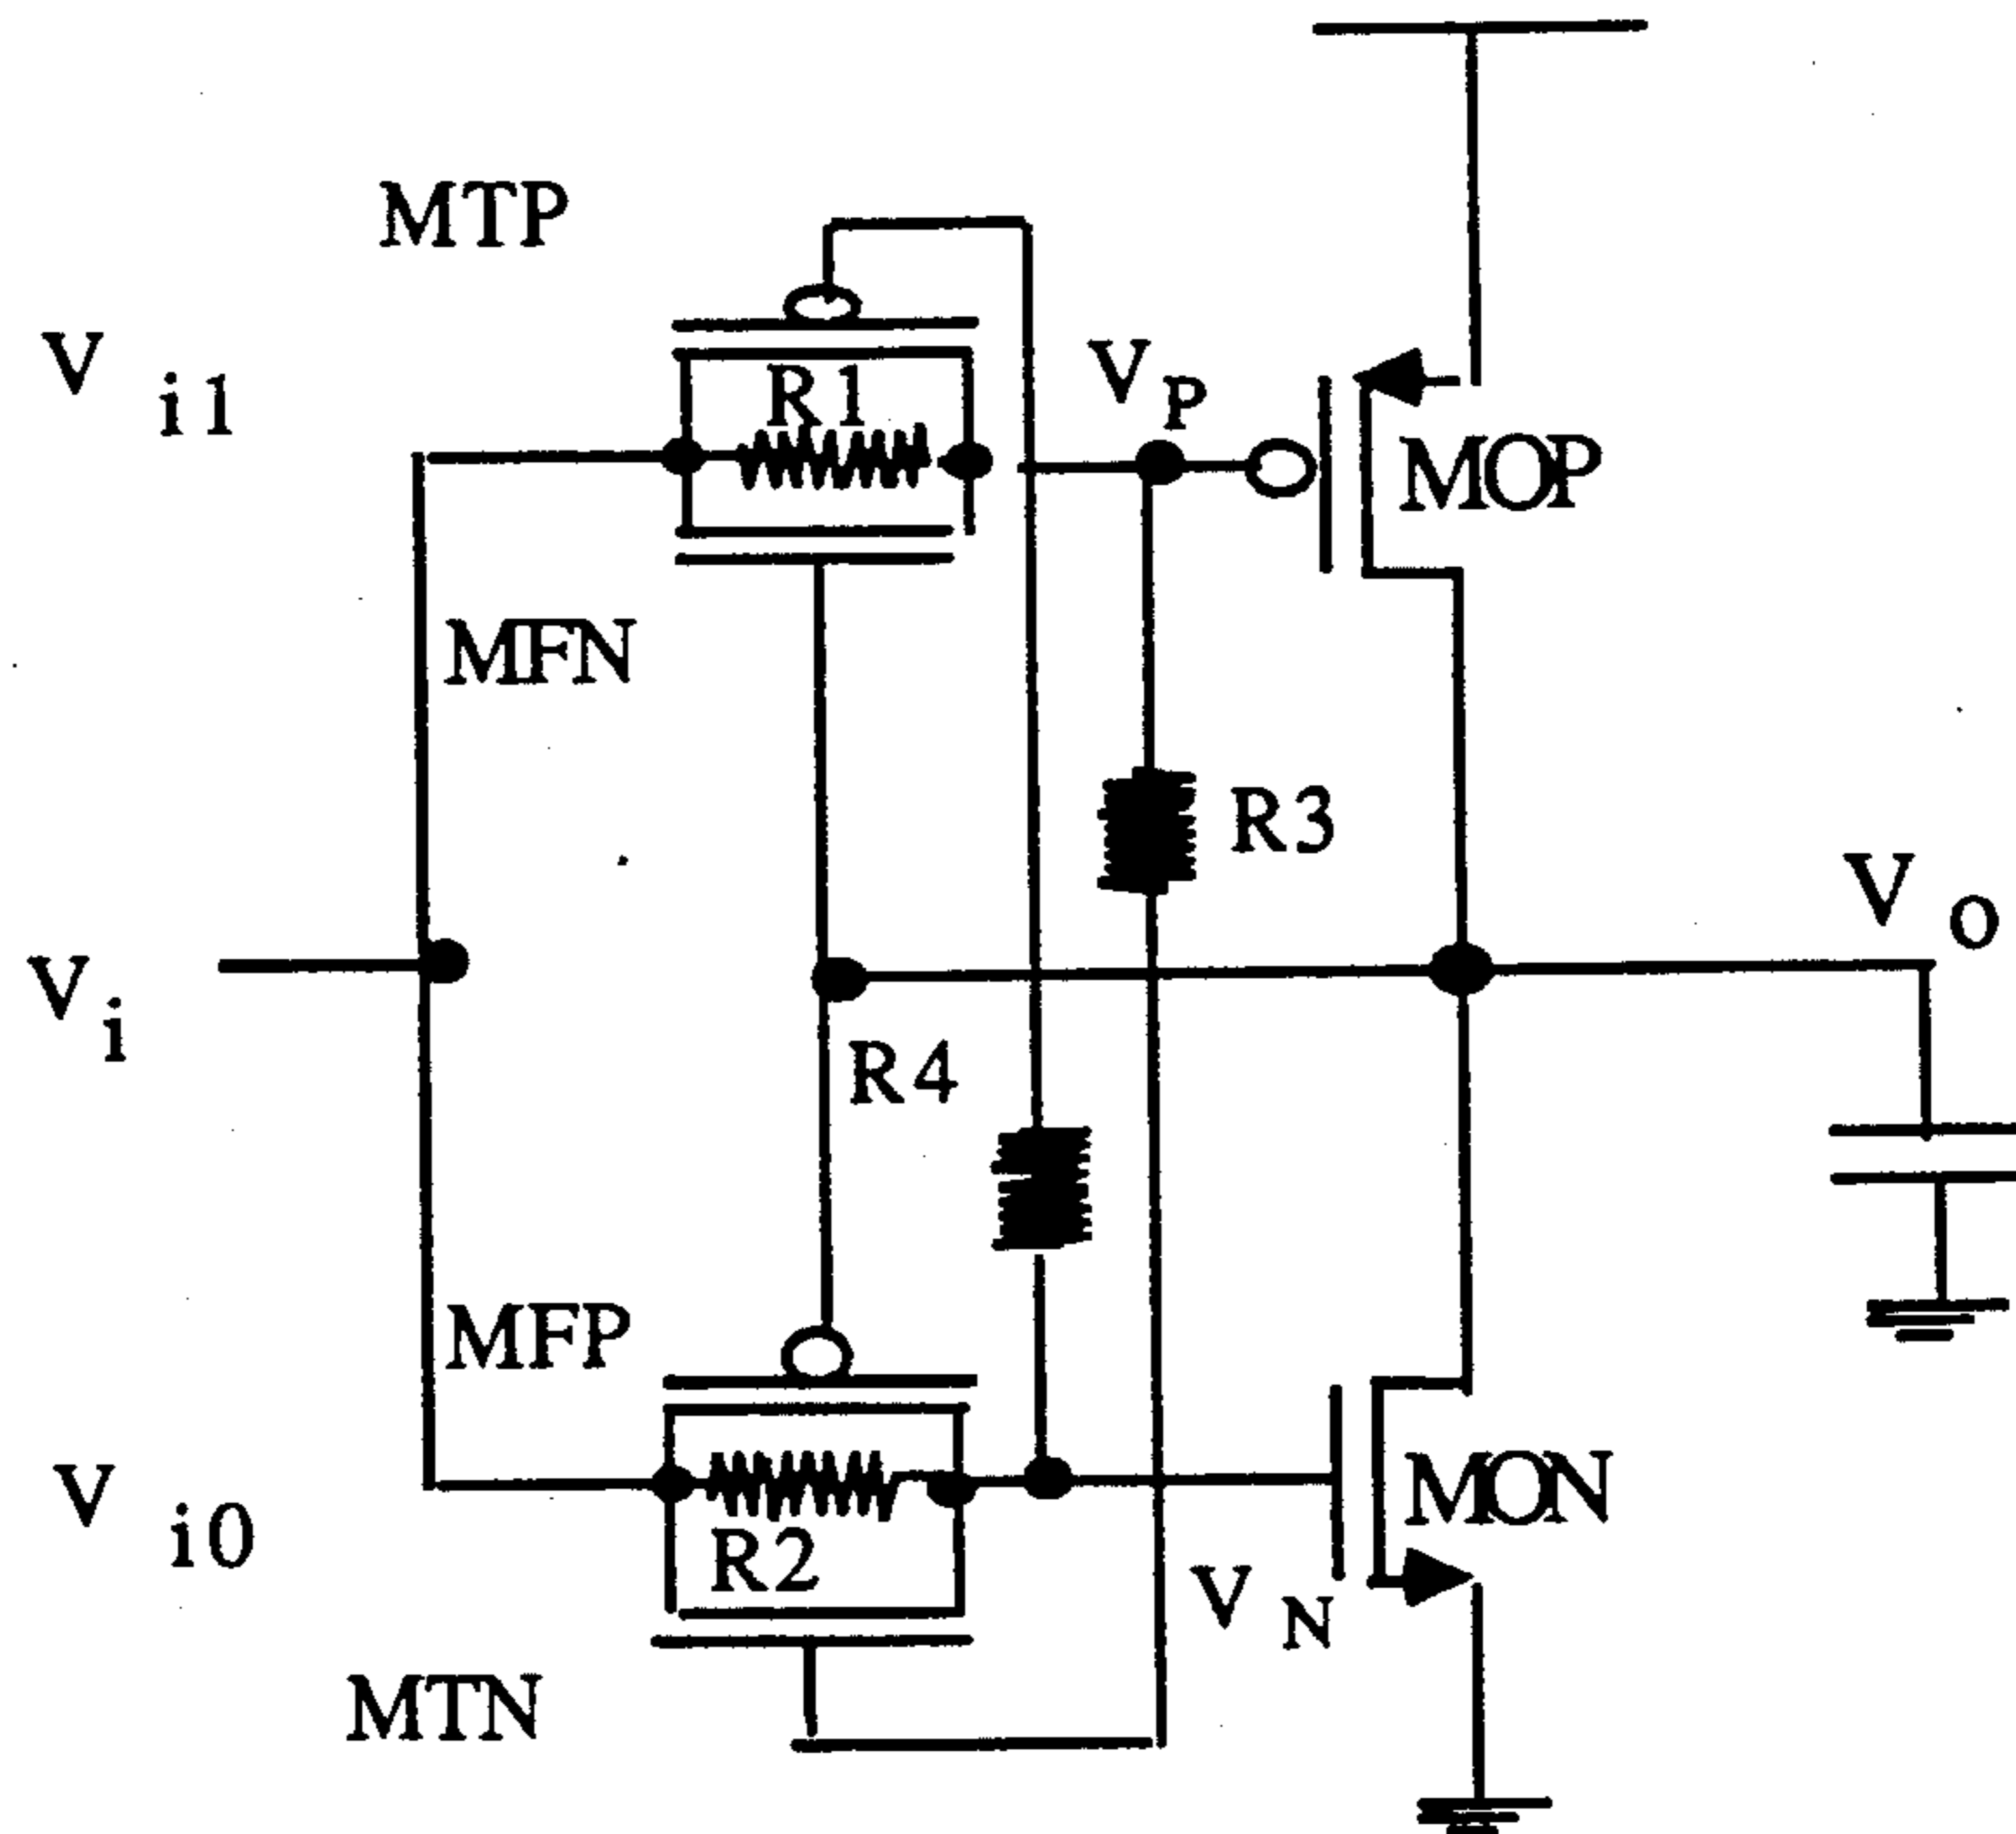 MTP
V i1
R1
V P
MOP
MFN
R3
V O
V i
R4
MFP
V i0
R2
MON
V N
MTN